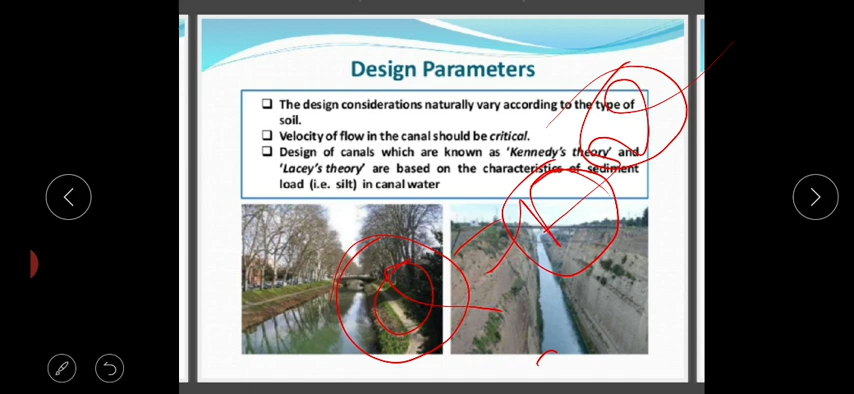 Design Parameters
The design considerations naturally vary according to the type of
soil.
Velocity of flow in the canal should be critical.
Design of canals which are known as 'Kennedy's theory' and
'Lacey's theory' are based on the characteristics of sediment
load (i.e. silt) in canal water